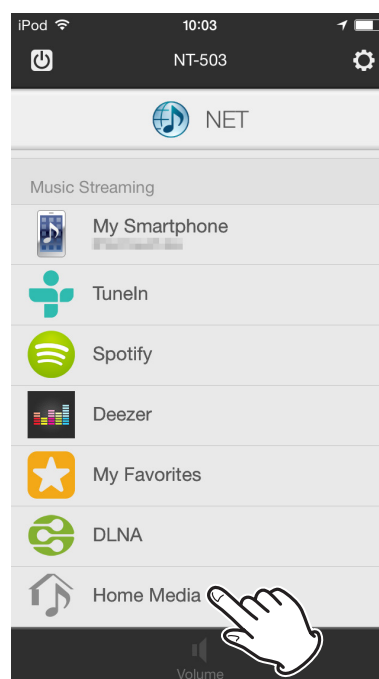 iPod 10:03
NT-503
NET
Music Streaming
My Smartphone
TuneIn
Spotify
Deezer
My Favorites
DLNA
Home Media
Volume